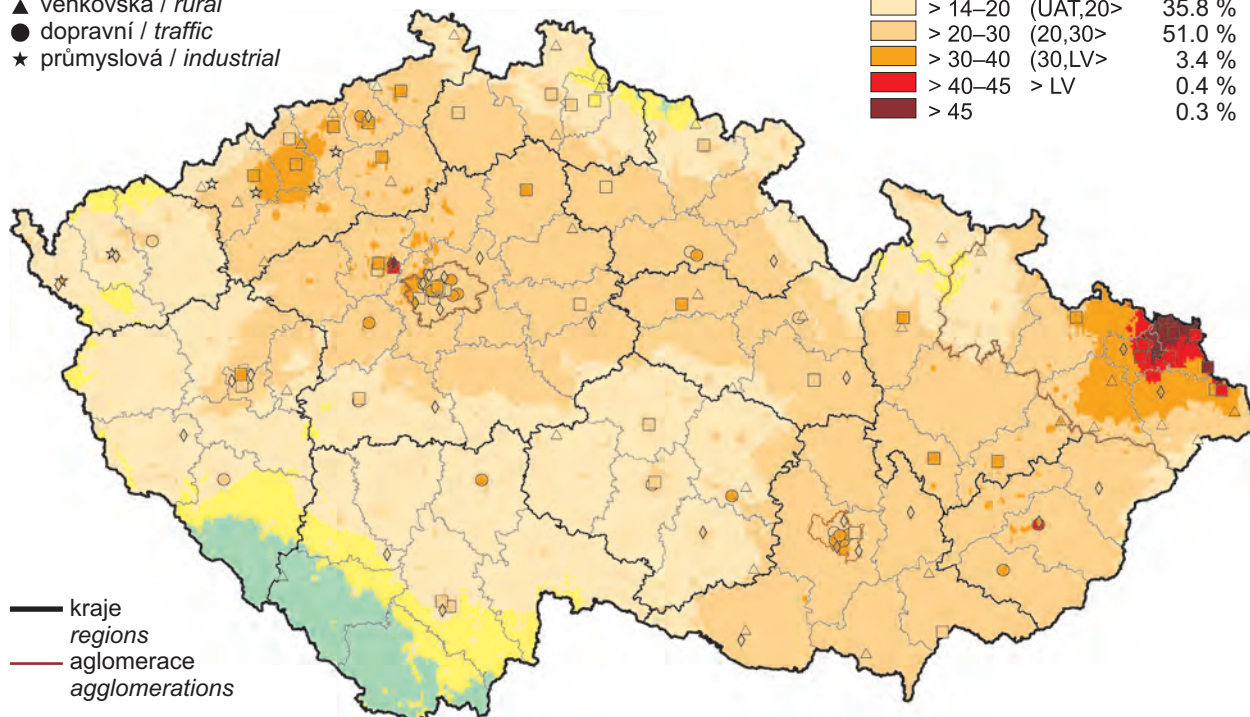 venkovská / rural
dopravní / traffic
průmyslová / industrial
> 14–20 (UAT,20> 35.8 %
> 20–30 (20,30> 51.0 %
> 30–40 (30,LV> 3.4 %
> 40–45 > LV 0.4 %
> 45 0.3 %
kraje
regions
aglomerace
agglomerations